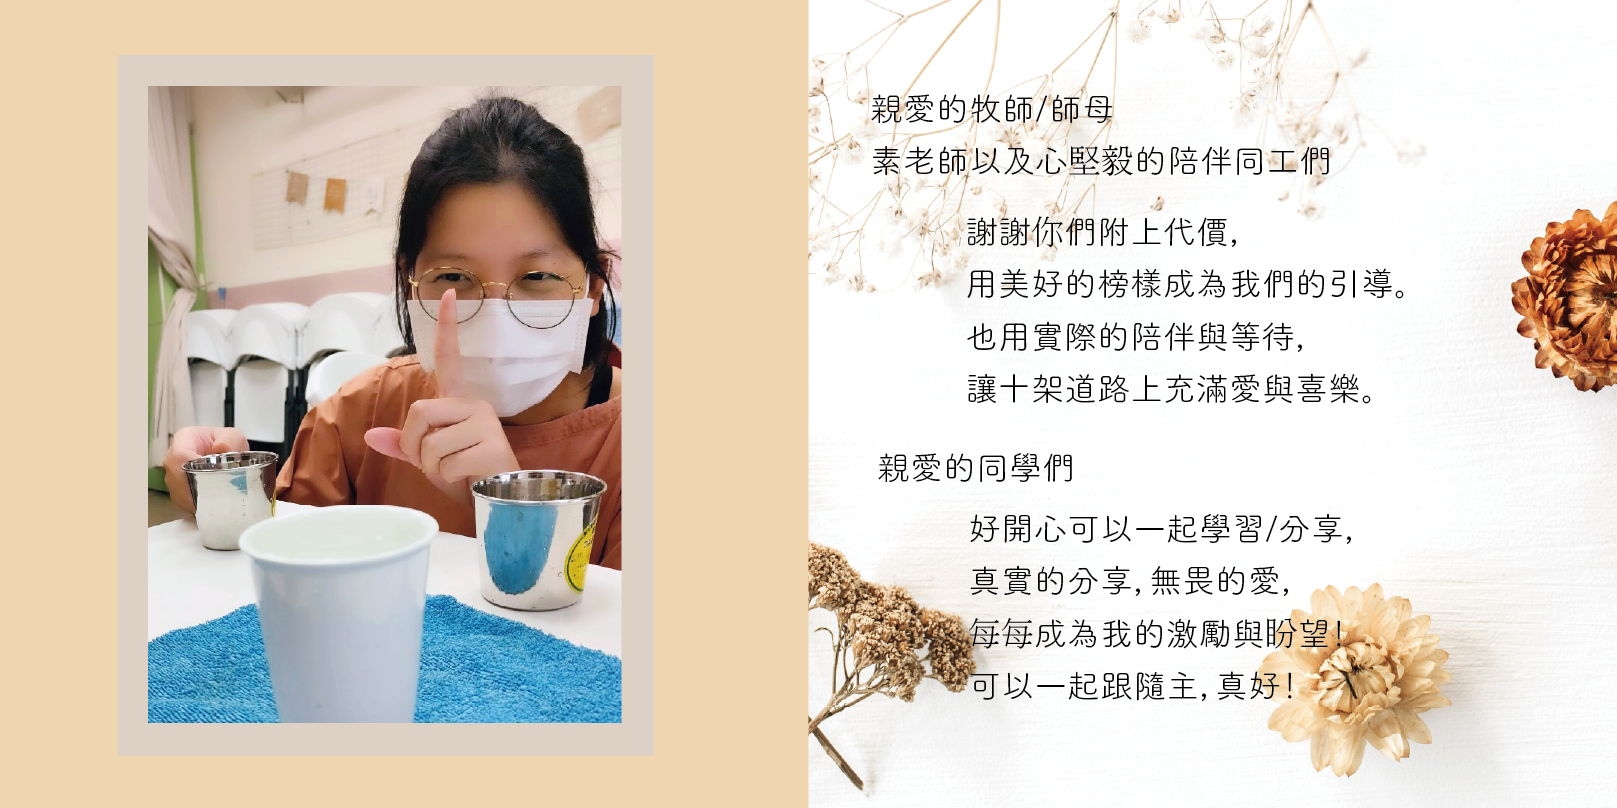 親愛的牧師/師母
素老師以及心堅毅的陪伴同工們
謝謝你們附上代價,
用美好的榜樣成為我們的引導。
也用實際的陪伴與等待,
讓十架道路上充滿愛與喜樂。
親愛的同學們
好開心可以一起學習/分享,
真實的分享, 無畏的愛,
每每成為我的激勵與盼望!
可以一起跟隨主, 真好!